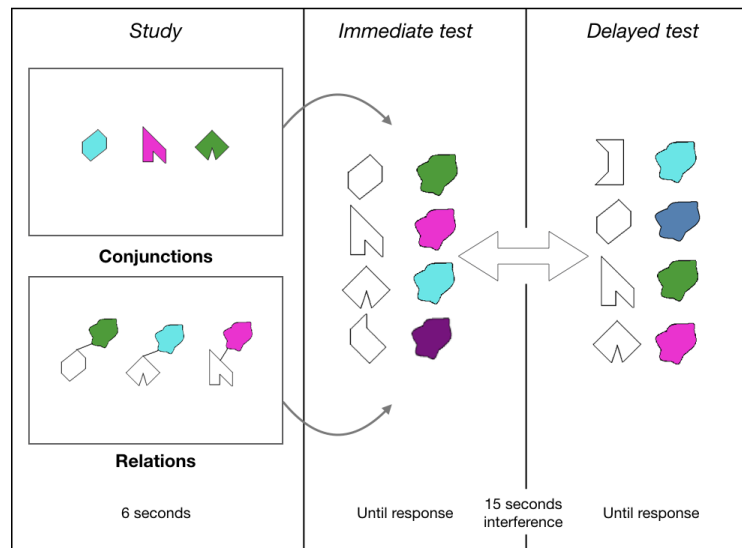 Study
Immediate test
Delayed test
Conjunctions
Relations
6 seconds
Until response
15 seconds
interference
Until response